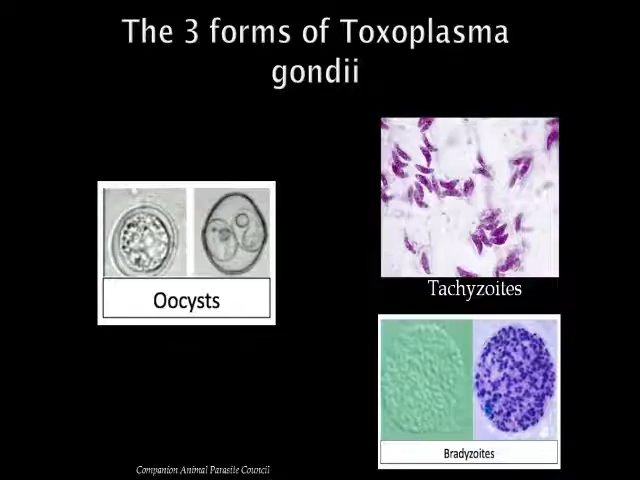 The 3 forms of Toxoplasma
gondii
Oocysts
Tachyzoites
Bradyzoites
Companion Animal Parasite Council